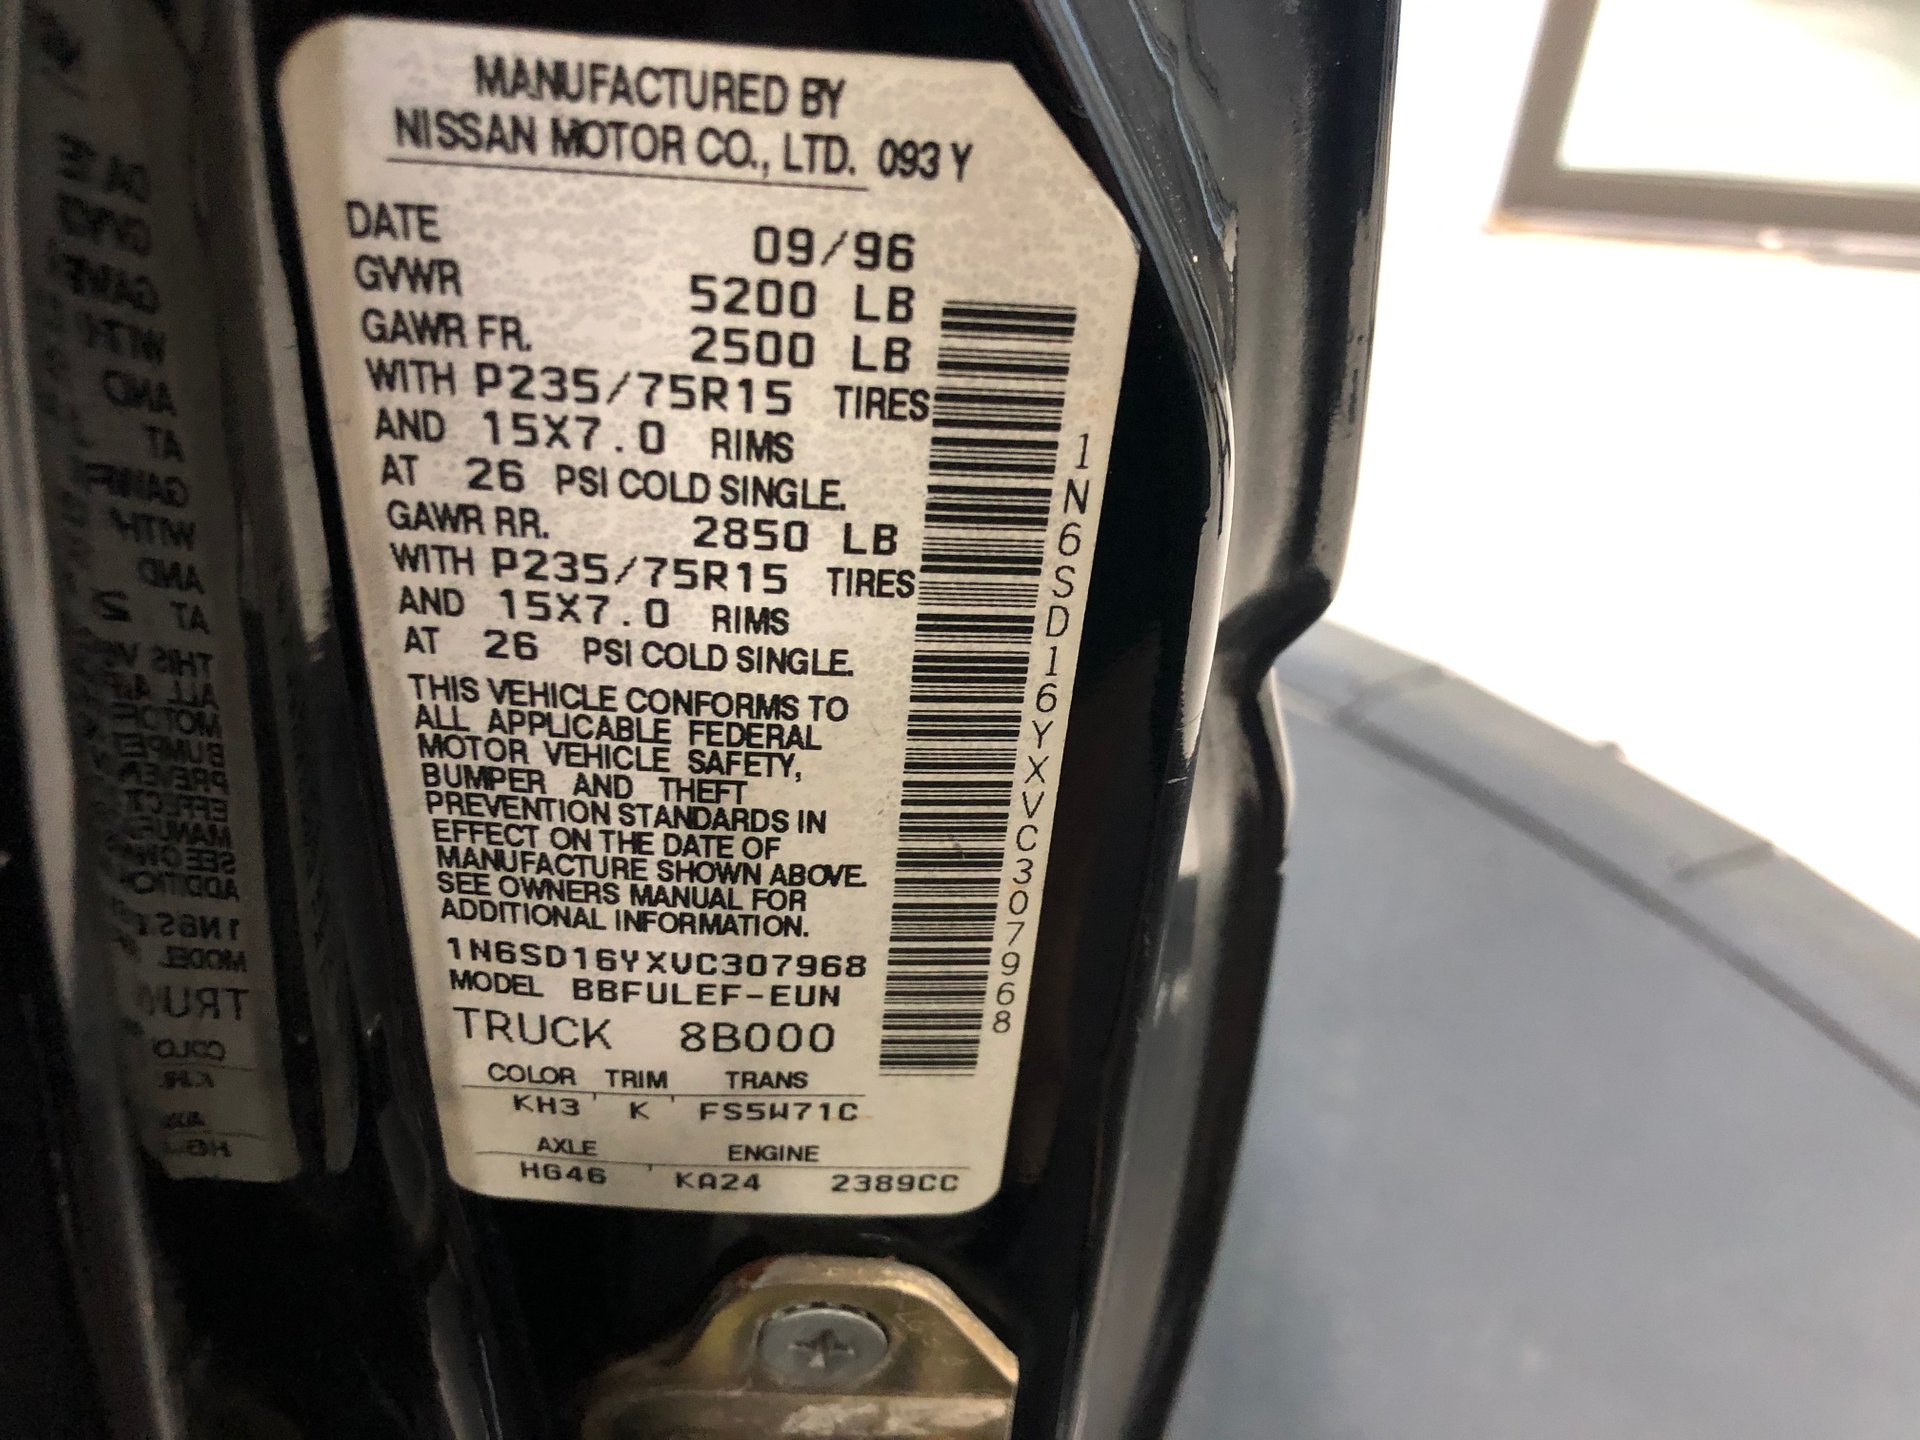 MANUFACTURED BY
NISSAN MOTOR CO., LTD. 093 Y
DATE 09/96
GVWR 5200 LB
GAWR FR. 2500 LB
WITH P235/75R15 TIRES
AND 15X7.0 RIMS
AT 26 PSI COLD SINGLE.
GAWR RR. 2850 LB
WITH P235/75R15 TIRES
AND 15X7.0 RIMS
AT 26 PSI COLD SINGLE.
THIS VEHICLE CONFORMS TO
ALL APPLICABLE FEDERAL
MOTOR VEHICLE SAFETY,
BUMPER AND THEFT
PREVENTION STANDARDS IN
EFFECT ON THE DATE OF
MANUFACTURE SHOWN ABOVE.
SEE OWNERS MANUAL FOR
ADDITIONAL INFORMATION.
1N6SD16YXVC307968
MODEL BBFULEF-EUN
TRUCK 8B000
COLOR TRIM TRANS
KH3 K FS5W71C
AXLE ENGINE
HG46 KA24 2389CC
1N6SD16YXVC307968